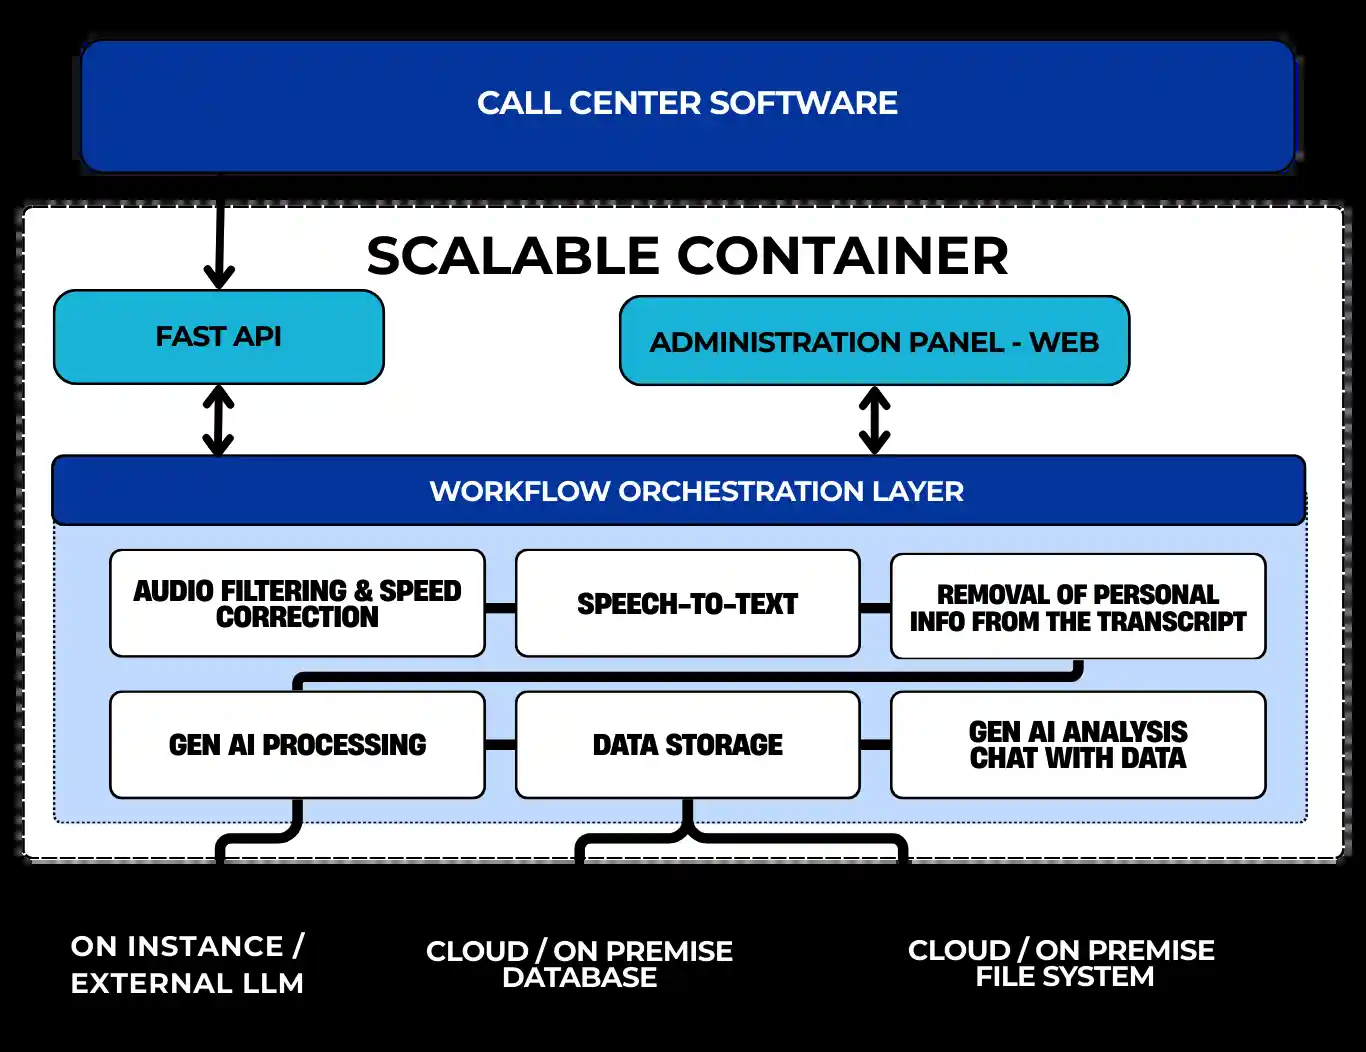 CALL CENTER SOFTWARE
SCALABLE CONTAINER
FAST API
ADMINISTRATION PANEL - WEB
WORKFLOW ORCHESTRATION LAYER
AUDIO FILTERING & SPEED
CORRECTION
SPEECH-TO-TEXT
REMOVAL OF PERSONAL
INFO FROM THE TRANSCRIPT
GEN AI PROCESSING
DATA STORAGE
GEN AI ANALYSIS
CHAT WITH DATA
ON INSTANCE /
EXTERNAL LLM
CLOUD / ON PREMISE
DATABASE
CLOUD / ON PREMISE
FILE SYSTEM